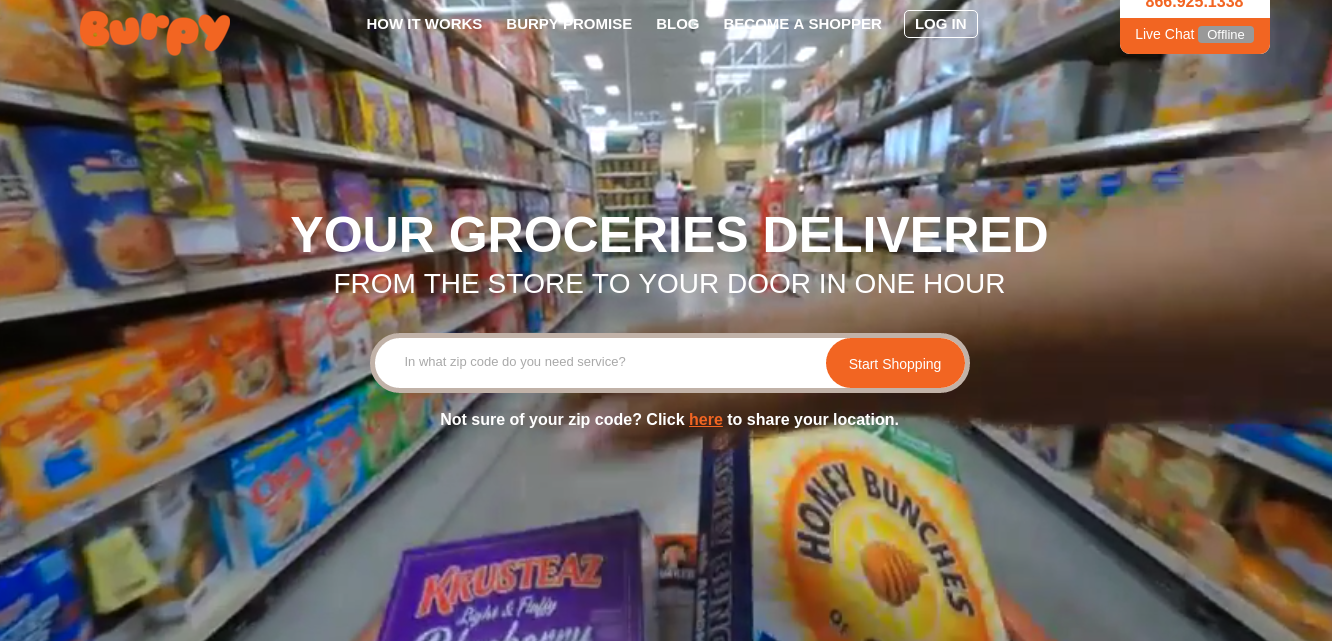 Burpy
HOW IT WORKS BURPY PROMISE BLOG BECOME A SHOPPER LOG IN
866.925.1338
Live Chat Offline
YOUR GROCERIES DELIVERED
FROM THE STORE TO YOUR DOOR IN ONE HOUR
In what zip code do you need service?
Start Shopping
Not sure of your zip code? Click here to share your location.
HONEY BUNCHES
OF
KRUSTEAZ
Light & Fluffy
Blueberry